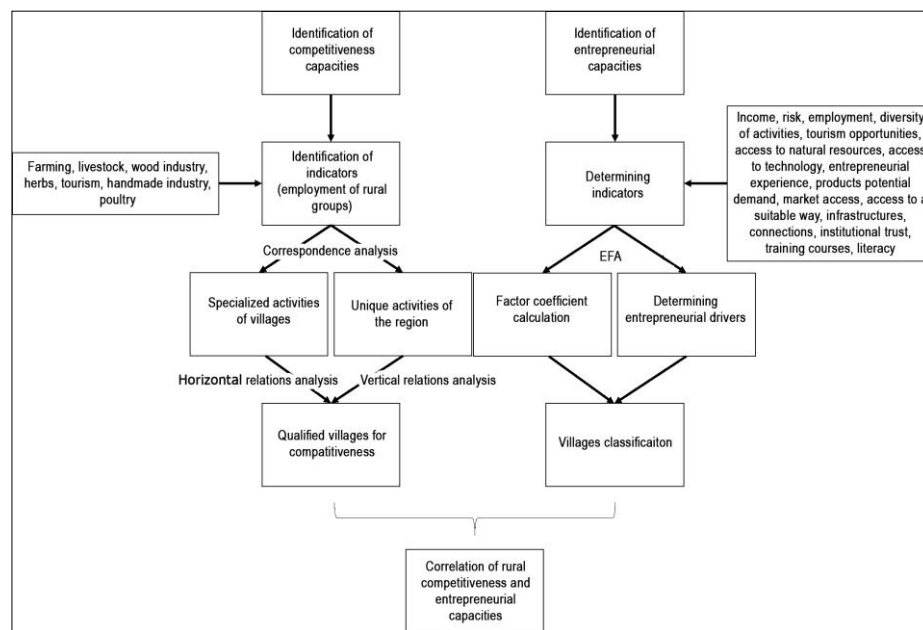 Identification of
competitiveness
capacities
Identification of
entrepreneurial
capacities
Farming, livestock, wood industry,
herbs, tourism, handmade industry,
poultry
Identification of
indicators
(employment of rural
groups)
Determining
indicators
Income, risk, employment, diversity
of activities, tourism opportunities,
access to natural resources, access
to technology, entrepreneurial
experience, products potential
demand, market access, access to a
suitable way, infrastructures,
connections, institutional trust,
training courses, literacy
Correspondence analysis
EFA
Specialized activities
of villages
Unique activities of
the region
Factor coefficient
calculation
Determining
entrepreneurial drivers
Horizontal relations analysis
Vertical relations analysis
Qualified villages for
compatitiveness
Villages classificaiton
Correlation of rural
competitiveness and
entrepreneurial
capacities